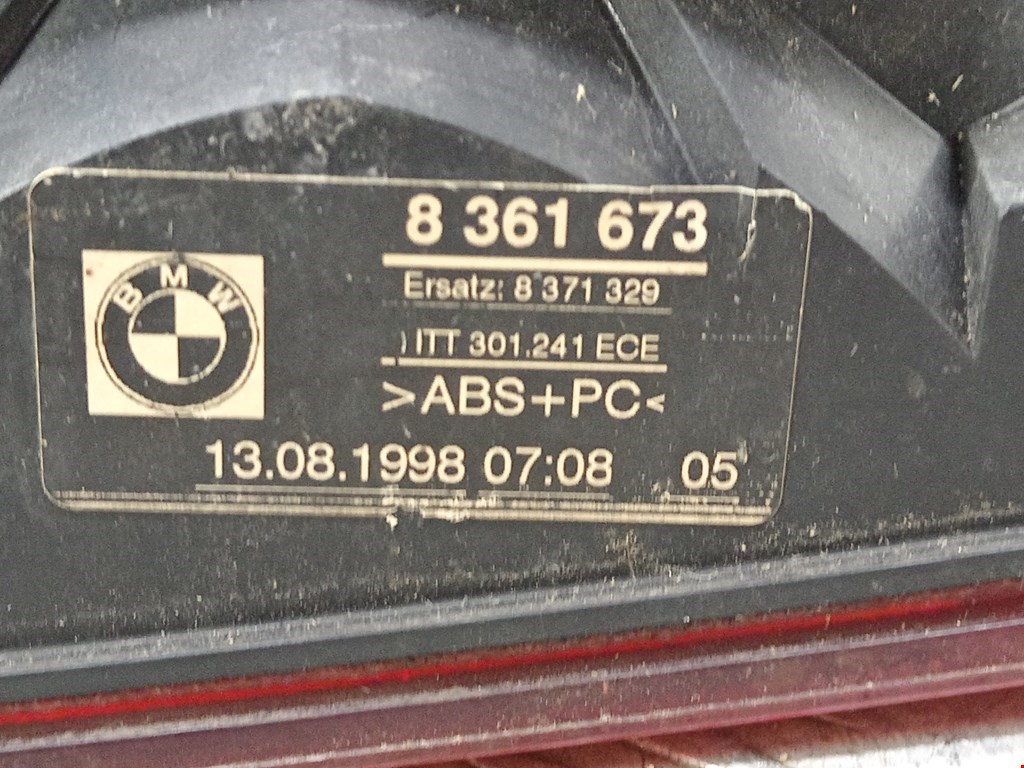 8 361 673
Ersatz: 8 371 329
BMW
) ITT 301.241 ECE
>ABS+PC<
13.08.1998 07:08 05